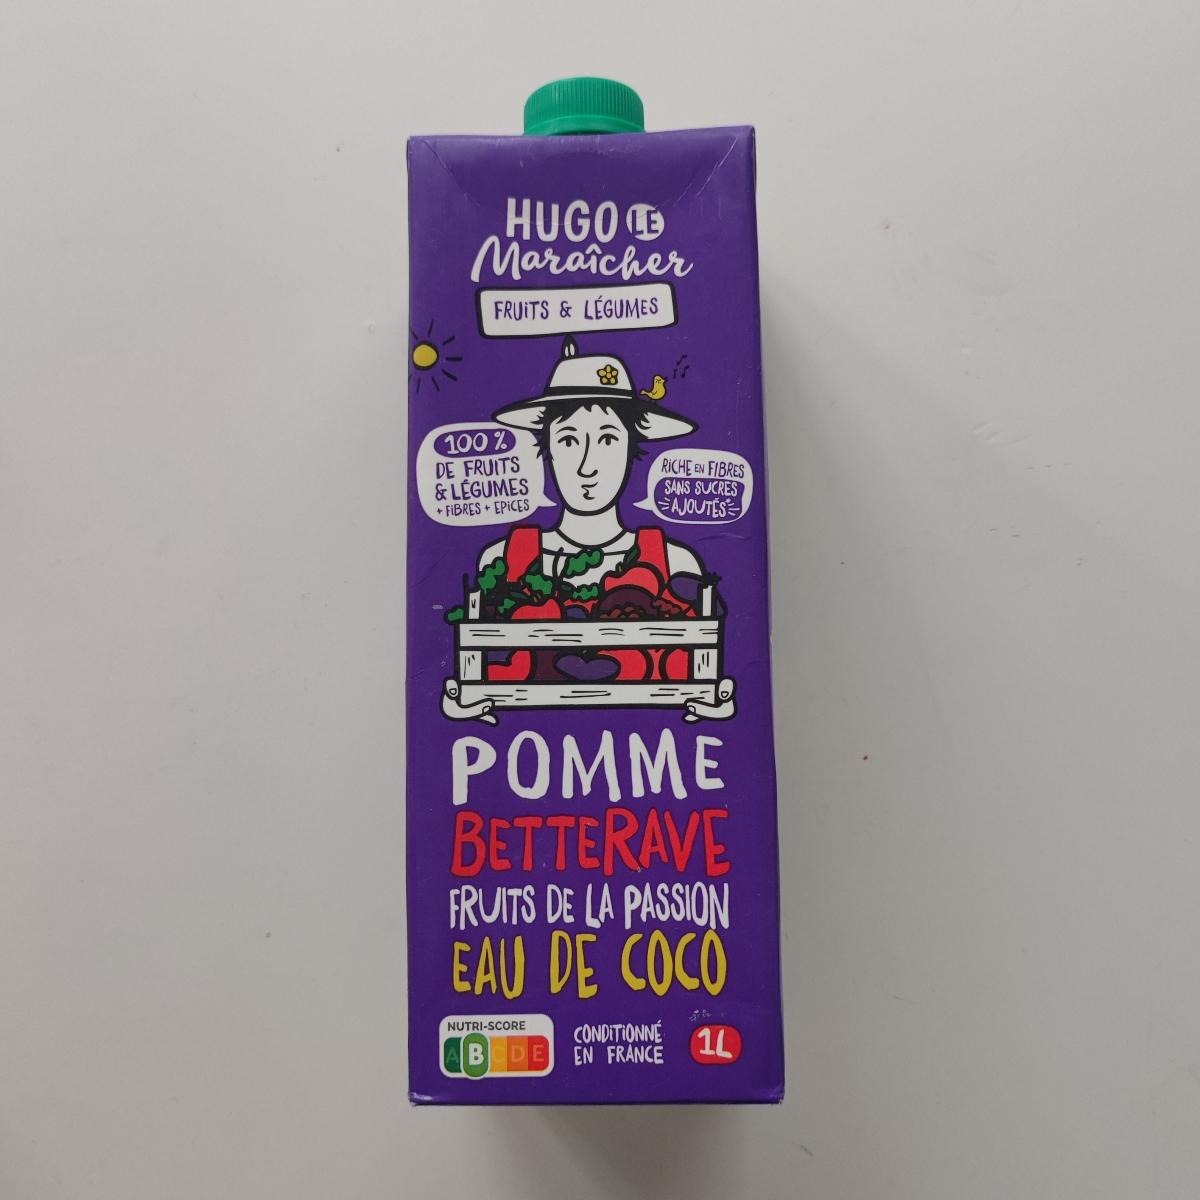 HUGO LE
Maraîcher
FRUITS & LÉGUMES
100 %
DE FRUITS
& LÉGUMES
+ FIBRES + EPICES
RICHE EN FIBRES
SANS SUCRES
AJOUTÉS*
POMME
BETTERAVE
FRUITS DE LA PASSION
EAU DE COCO
NUTRI-SCORE
A B C D E
CONDITIONNÉ
EN FRANCE
1L